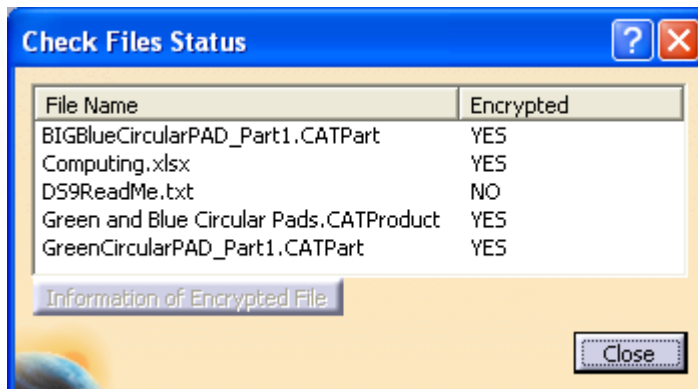 Check Files Status
File Name Encrypted
BIGBlueCircularPAD_Part1.CATPart YES
Computing.xlsx YES
DS9ReadMe.txt NO
Green and Blue Circular Pads.CATProduct YES
GreenCircularPAD_Part1.CATPart YES
Information of Encrypted File
Close